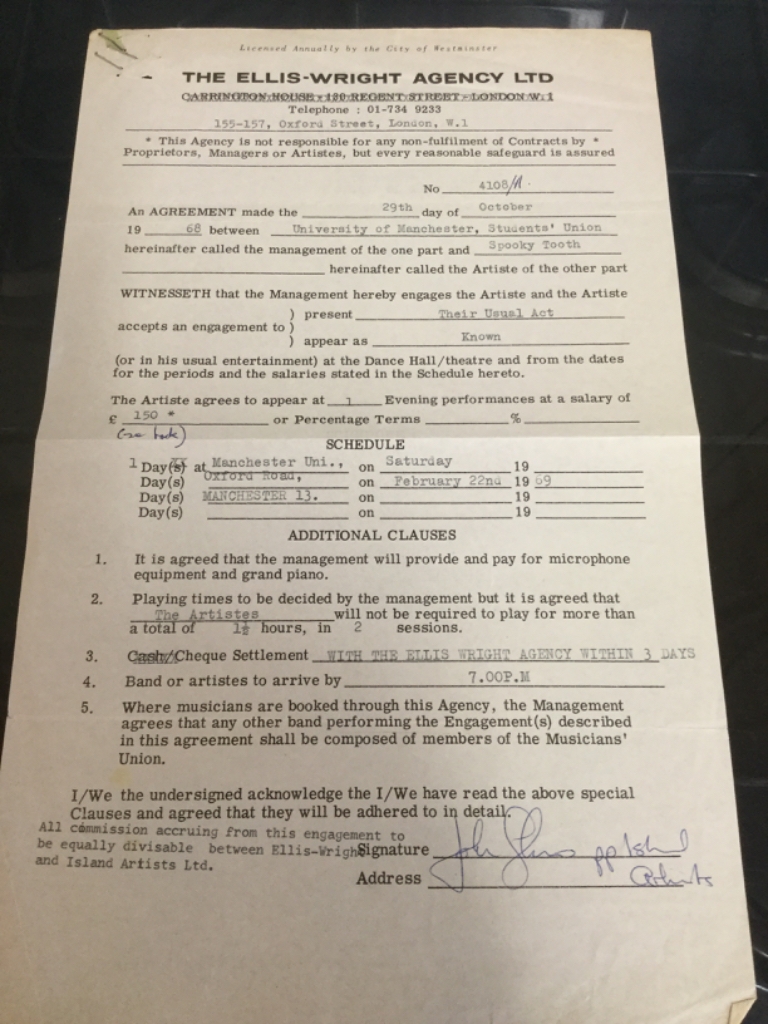 Licensed Annually by the City of Westminster
THE ELLIS-WRIGHT AGENCY LTD
CARRINGTON HOUSE - 130 REGENT STREET - LONDON W.1
Telephone : 01-734 9233
155-157, Oxford Street, London, W.1
* This Agency is not responsible for any non-fulfilment of Contracts by *
Proprietors, Managers or Artistes, but every reasonable safeguard is assured
No 4108/A.
An AGREEMENT made the 29th day of October
19 68 between University of Manchester, Students' Union
hereinafter called the management of the one part and Spooky Tooth
hereinafter called the Artiste of the other part
WITNESSETH that the Management hereby engages the Artiste and the Artiste
) present Their Usual Act
accepts an engagement to )
) appear as Known
(or in his usual entertainment) at the Dance Hall/theatre and from the dates
for the periods and the salaries stated in the Schedule hereto.
The Artiste agrees to appear at 1 Evening performances at a salary of
£ 150 * or Percentage Terms %
(see back)
SCHEDULE
1 Day(s) at Manchester Uni., on Saturday 19
Day(s) Oxford Road, on February 22nd 1969
Day(s) MANCHESTER 13. on 19
Day(s) on 19
ADDITIONAL CLAUSES
1. It is agreed that the management will provide and pay for microphone
equipment and grand piano.
2. Playing times to be decided by the management but it is agreed that
The Artistes will not be required to play for more than
a total of 1½ hours, in 2 sessions.
3. Cash/Cheque Settlement WITH THE ELLIS WRIGHT AGENCY WITHIN 3 DAYS
4. Band or artistes to arrive by 7.00P.M
5. Where musicians are booked through this Agency, the Management
agrees that any other band performing the Engagement(s) described
in this agreement shall be composed of members of the Musicians'
Union.
I/We the undersigned acknowledge the I/We have read the above special
Clauses and agreed that they will be adhered to in detail.
All commission accruing from this engagement to
be equally divisable between Ellis-Wright
and Island Artists Ltd.
Signature John pp Island
Address Artists